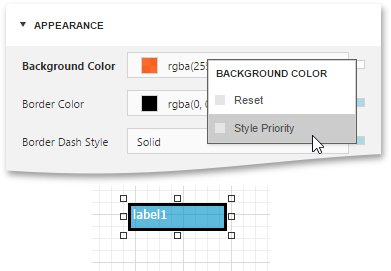 APPEARANCE
Background Color
rgba(255
BACKGROUND COLOR
Reset
Border Color
rgba(0, 0
Style Priority
Border Dash Style
Solid
label1